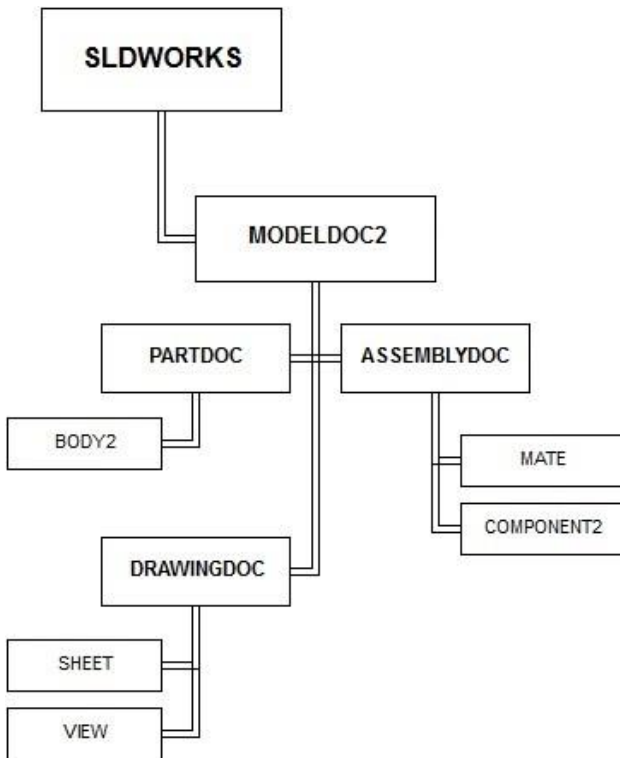 SLDWORKS
MODELDOC2
PARTDOC
ASSEMBLYDOC
BODY2
MATE
COMPONENT2
DRAWINGDOC
SHEET
VIEW